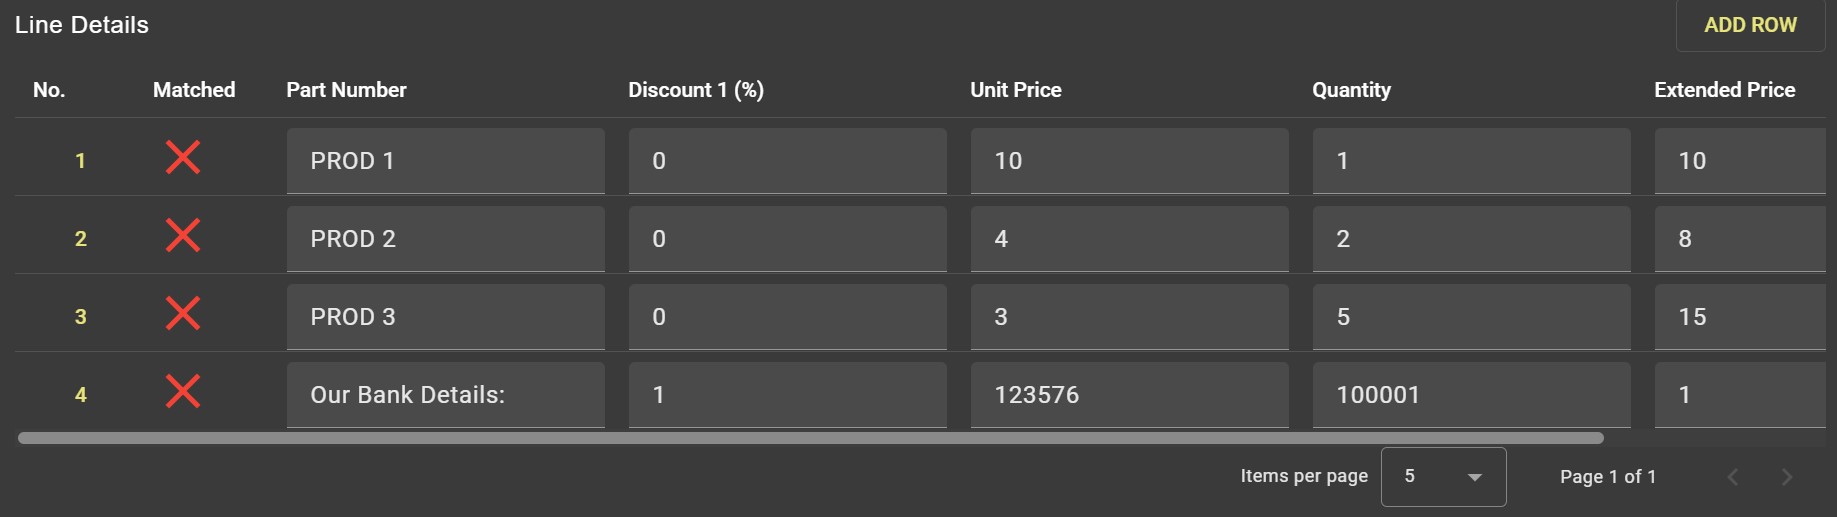 Line Details
ADD ROW
No. Matched Part Number Discount 1 (%) Unit Price Quantity Extended Price
1 PROD 1 0 10 1 10
2 PROD 2 0 4 2 8
3 PROD 3 0 3 5 15
4 Our Bank Details: 1 123576 100001 1
Items per page 5 Page 1 of 1